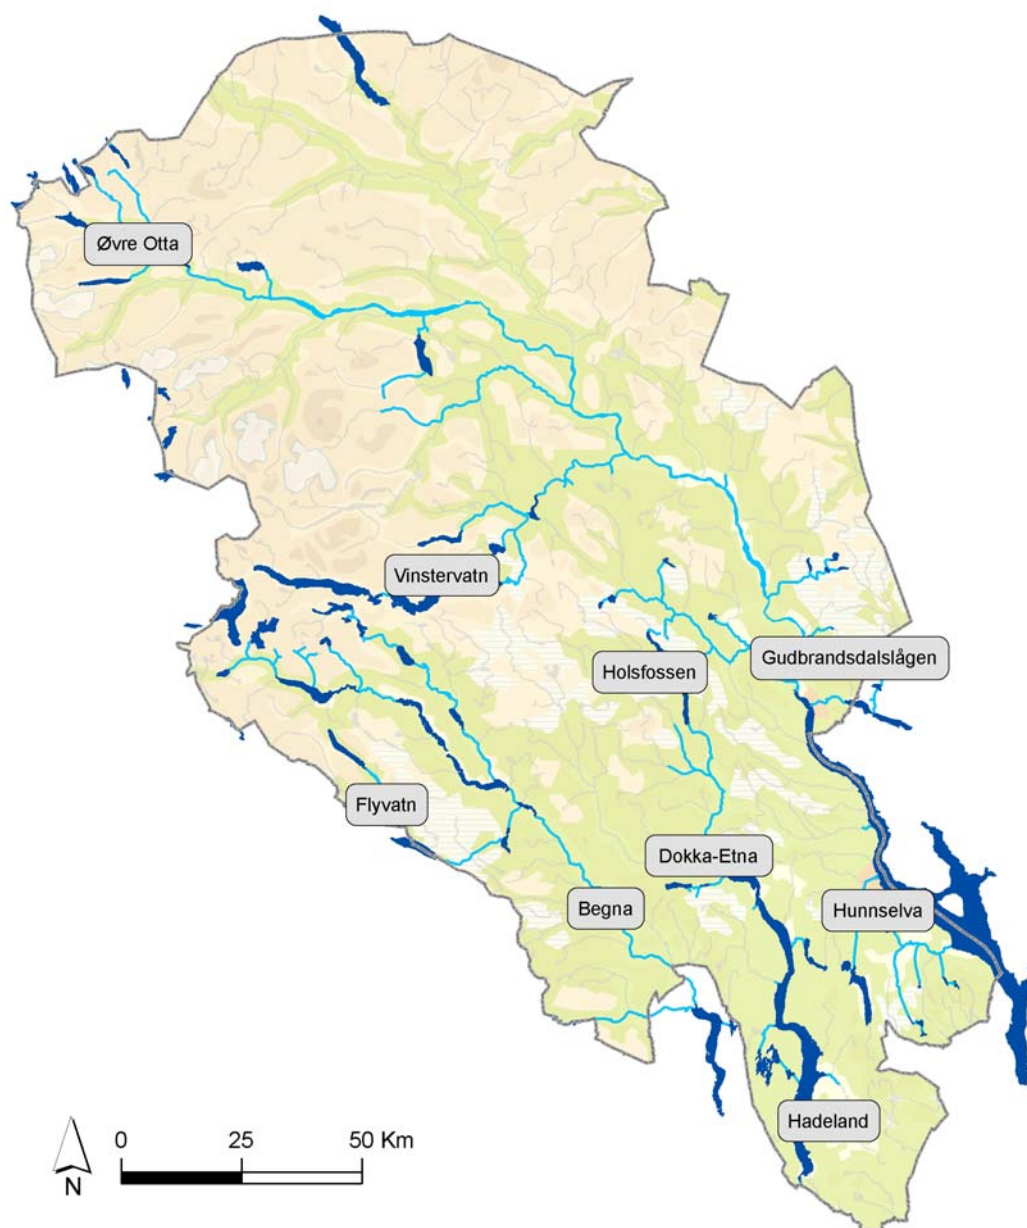 Øvre Otta
Vinstervatn
Gudbrandsdalslågen
Holsfossen
Flyvatn
Dokka-Etna
Begna
Hunnselva
Hadeland
0 25 50 Km
N